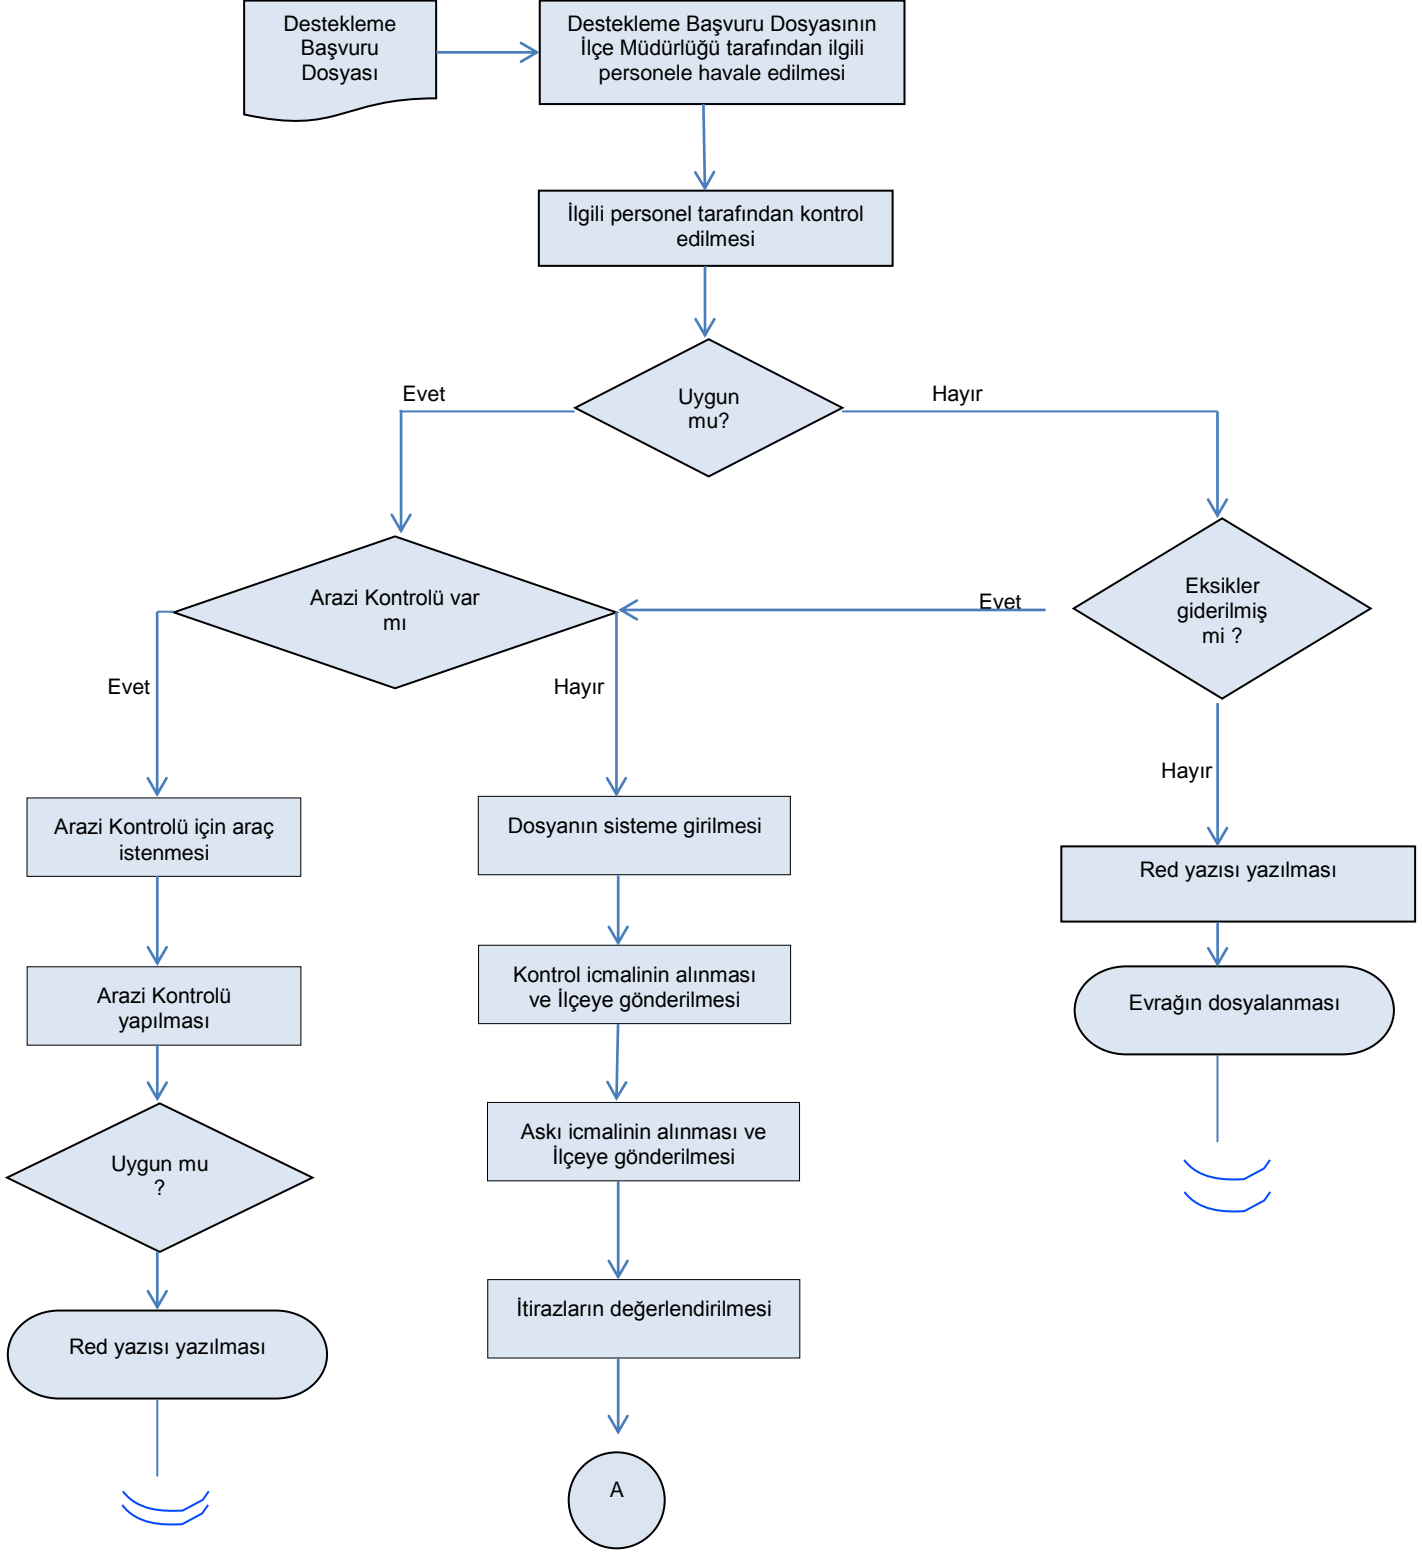 Destekleme
Başvuru
Dosyası
Destekleme Başvuru Dosyasının
İlçe Müdürlüğü tarafından ilgili
personele havale edilmesi
İlgili personel tarafından kontrol
edilmesi
Evet
Uygun
mu?
Hayır
Arazi Kontrolü var
mı
Evet
Eksikler
giderilmiş
mi ?
Evet
Hayır
Hayır
Arazi Kontrolü için araç
istenmesi
Dosyanın sisteme girilmesi
Red yazısı yazılması
Arazi Kontrolü
yapılması
Kontrol icmalinin alınması
ve İlçeye gönderilmesi
Evrağın dosyalanması
Uygun mu
?
Askı icmalinin alınması ve
İlçeye gönderilmesi
Red yazısı yazılması
İtirazların değerlendirilmesi
A